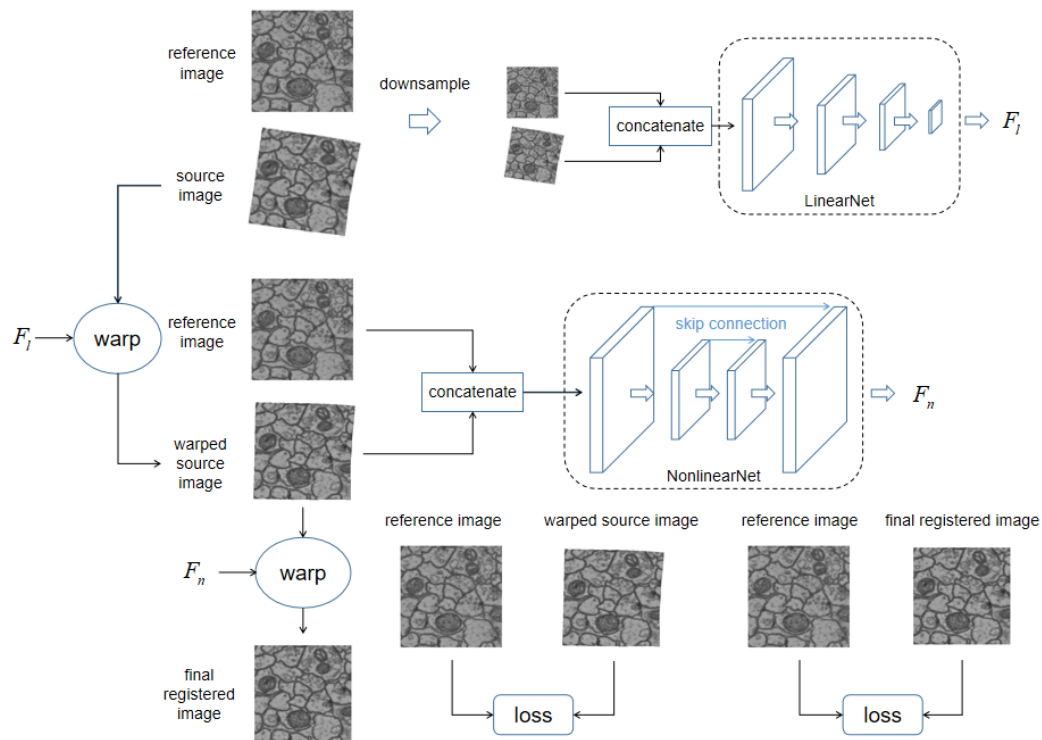 reference
image
downsample
concatenate
F_l
LinearNet
source
image
reference
image
F_l
warp
skip connection
concatenate
F_n
NonlinearNet
warped
source
image
reference image
warped source image
reference image
final registered image
F_n
warp
final
registered
image
loss
loss